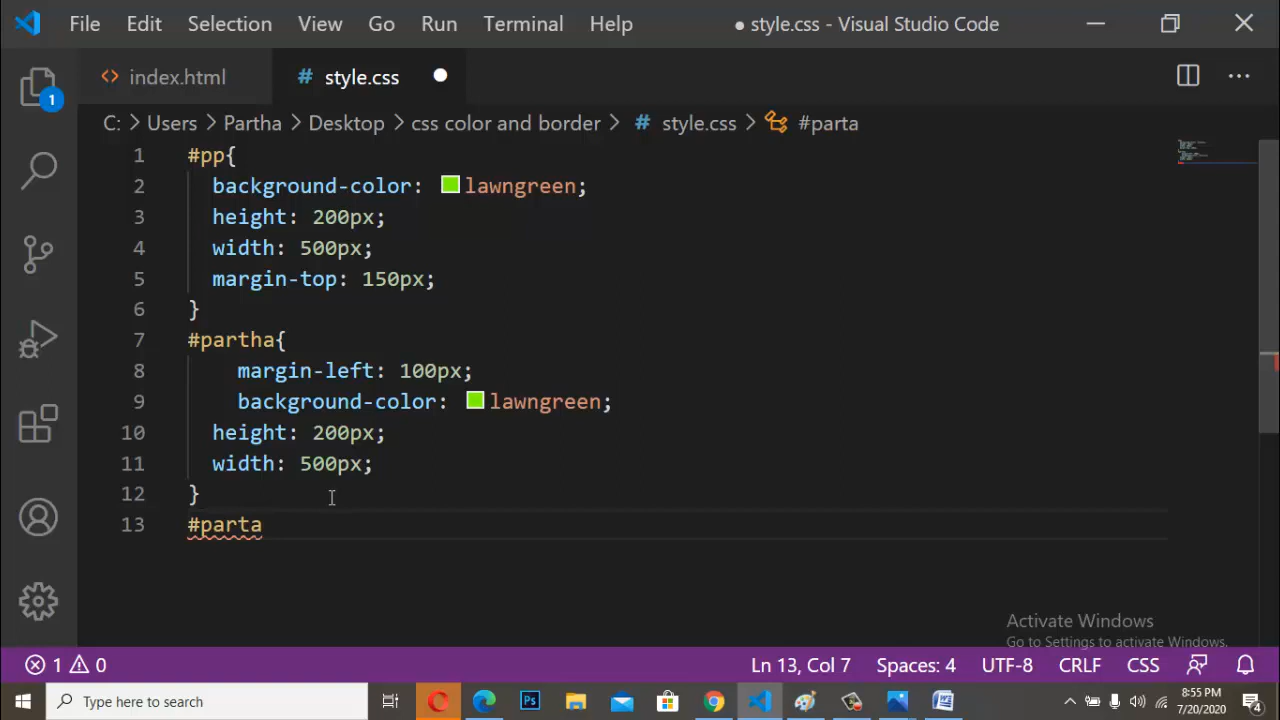 File Edit Selection View Go Run Terminal Help ● style.css - Visual Studio Code
<> index.html # style.css
C: > Users > Partha > Desktop > css color and border > # style.css > #parta
1 #pp{
2 background-color: lawngreen;
3 height: 200px;
4 width: 500px;
5 margin-top: 150px;
6 }
7 #partha{
8 margin-left: 100px;
9 background-color: lawngreen;
10 height: 200px;
11 width: 500px;
12 }
13 #parta
1
Activate Windows
Go to Settings to activate Windows.
1 0 Ln 13, Col 7 Spaces: 4 UTF-8 CRLF CSS
Type here to search
Ps
W
8:55 PM
7/20/2020
4